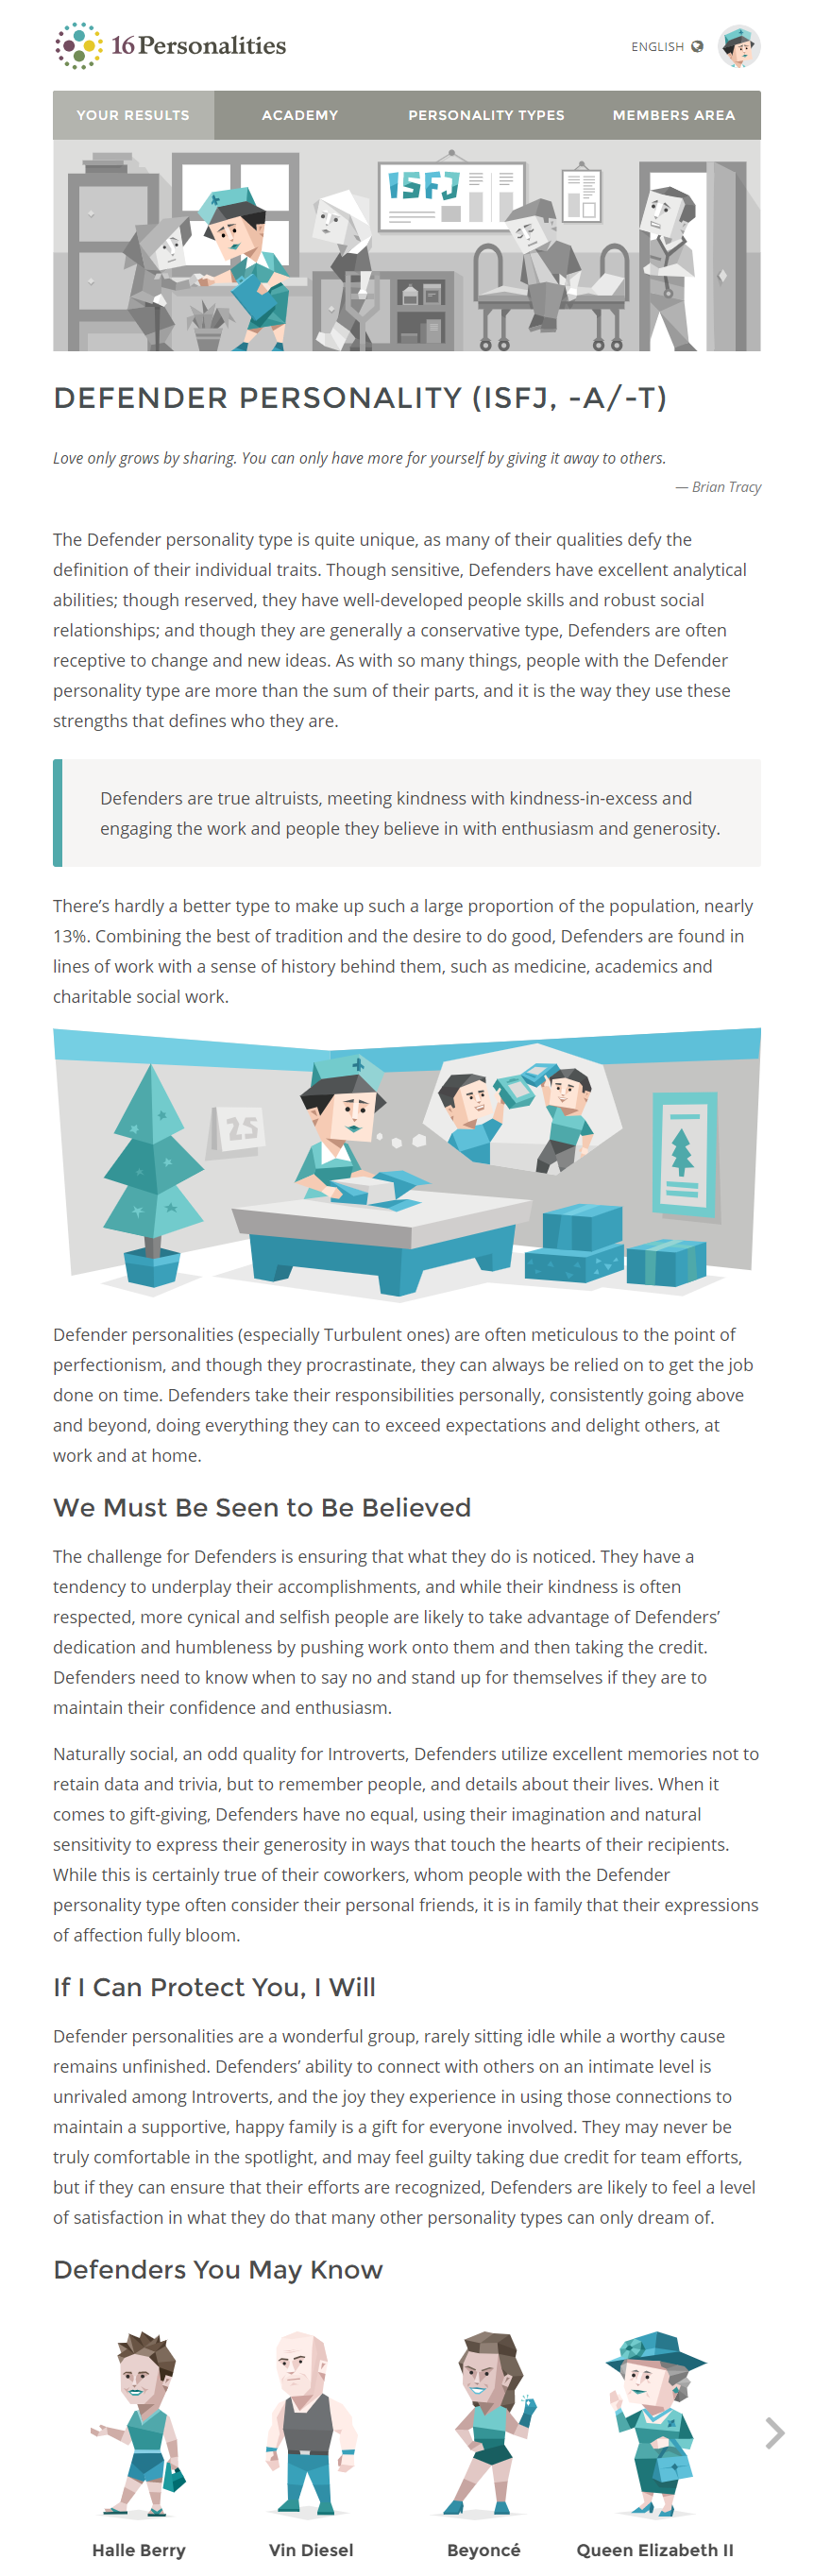 16Personalities
ENGLISH
YOUR RESULTS
ACADEMY
PERSONALITY TYPES
MEMBERS AREA
ISFJ
DEFENDER PERSONALITY (ISFJ, -A/-T)
Love only grows by sharing. You can only have more for yourself by giving it away to others.
— Brian Tracy
The Defender personality type is quite unique, as many of their qualities defy the
definition of their individual traits. Though sensitive, Defenders have excellent analytical
abilities; though reserved, they have well-developed people skills and robust social
relationships; and though they are generally a conservative type, Defenders are often
receptive to change and new ideas. As with so many things, people with the Defender
personality type are more than the sum of their parts, and it is the way they use these
strengths that defines who they are.
Defenders are true altruists, meeting kindness with kindness-in-excess and
engaging the work and people they believe in with enthusiasm and generosity.
There’s hardly a better type to make up such a large proportion of the population, nearly
13%. Combining the best of tradition and the desire to do good, Defenders are found in
lines of work with a sense of history behind them, such as medicine, academics and
charitable social work.
25
Defender personalities (especially Turbulent ones) are often meticulous to the point of
perfectionism, and though they procrastinate, they can always be relied on to get the job
done on time. Defenders take their responsibilities personally, consistently going above
and beyond, doing everything they can to exceed expectations and delight others, at
work and at home.
We Must Be Seen to Be Believed
The challenge for Defenders is ensuring that what they do is noticed. They have a
tendency to underplay their accomplishments, and while their kindness is often
respected, more cynical and selfish people are likely to take advantage of Defenders’
dedication and humbleness by pushing work onto them and then taking the credit.
Defenders need to know when to say no and stand up for themselves if they are to
maintain their confidence and enthusiasm.
Naturally social, an odd quality for Introverts, Defenders utilize excellent memories not to
retain data and trivia, but to remember people, and details about their lives. When it
comes to gift-giving, Defenders have no equal, using their imagination and natural
sensitivity to express their generosity in ways that touch the hearts of their recipients.
While this is certainly true of their coworkers, whom people with the Defender
personality type often consider their personal friends, it is in family that their expressions
of affection fully bloom.
If I Can Protect You, I Will
Defender personalities are a wonderful group, rarely sitting idle while a worthy cause
remains unfinished. Defenders’ ability to connect with others on an intimate level is
unrivaled among Introverts, and the joy they experience in using those connections to
maintain a supportive, happy family is a gift for everyone involved. They may never be
truly comfortable in the spotlight, and may feel guilty taking due credit for team efforts,
but if they can ensure that their efforts are recognized, Defenders are likely to feel a level
of satisfaction in what they do that many other personality types can only dream of.
Defenders You May Know
Halle Berry
Vin Diesel
Beyoncé
Queen Elizabeth II